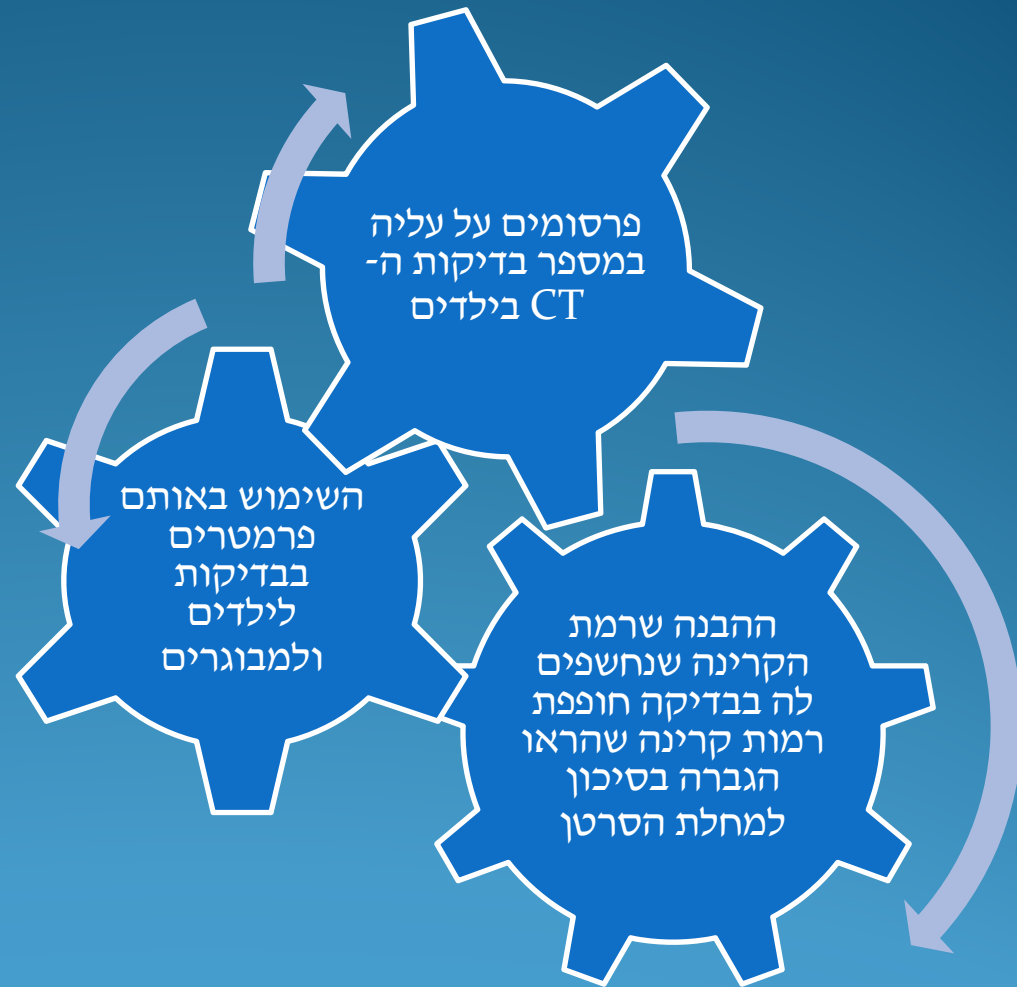 פרסומים על עליה
במספר בדיקות ה-
CT בילדים
השימוש באותם
פרמטרים
בבדיקות
לילדים
ולמבוגרים
ההבנה שרמת
הקרינה שנחשפים
לה בבדיקה חופפת
רמות קרינה שהראו
הגברה בסיכון
למחלת הסרטן